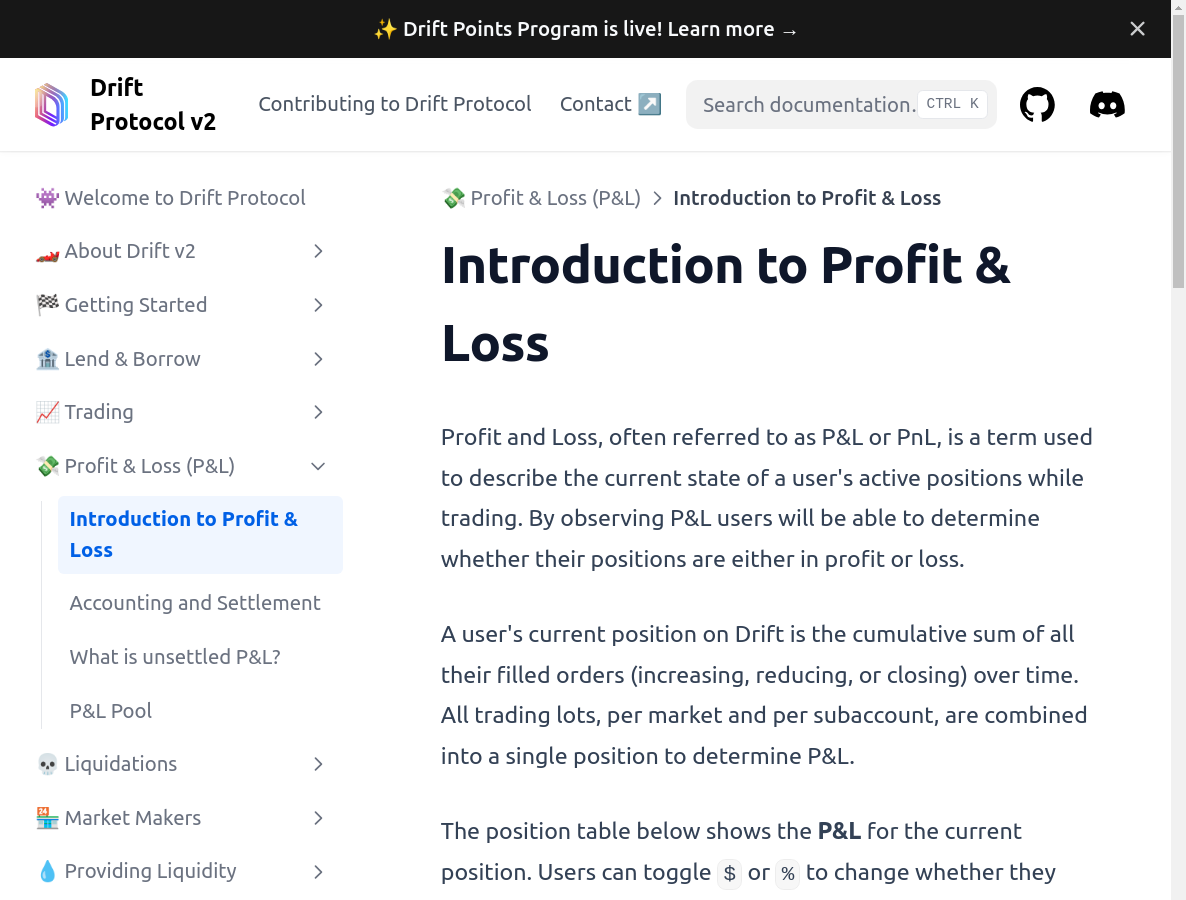 ✨ Drift Points Program is live! Learn more →
Drift
Protocol v2
Contributing to Drift Protocol
Contact ↗️
Search documentation.
CTRL K
👾 Welcome to Drift Protocol
🏎️ About Drift v2
🏁 Getting Started
🏦 Lend & Borrow
📈 Trading
💸 Profit & Loss (P&L)
Introduction to Profit &
Loss
Accounting and Settlement
What is unsettled P&L?
P&L Pool
💀 Liquidations
🏪 Market Makers
💧 Providing Liquidity
💸 Profit & Loss (P&L) > Introduction to Profit & Loss
Introduction to Profit &
Loss
Profit and Loss, often referred to as P&L or PnL, is a term used
to describe the current state of a user's active positions while
trading. By observing P&L users will be able to determine
whether their positions are either in profit or loss.
A user's current position on Drift is the cumulative sum of all
their filled orders (increasing, reducing, or closing) over time.
All trading lots, per market and per subaccount, are combined
into a single position to determine P&L.
The position table below shows the P&L for the current
position. Users can toggle $ or % to change whether they